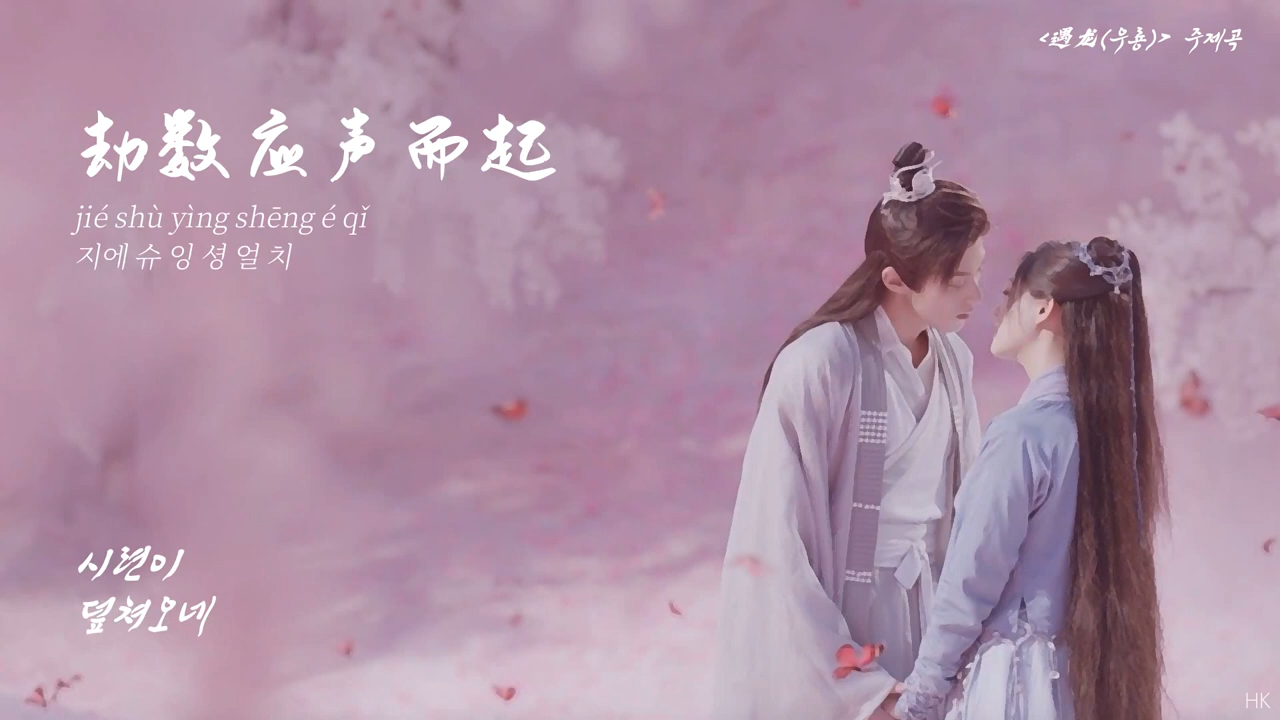 <遇龙(우룡)> 주제곡
劫数应声而起
jié shù yìng shēng é qǐ
지에 슈 잉 셩 얼 치
시련이
덮쳐오네
HK